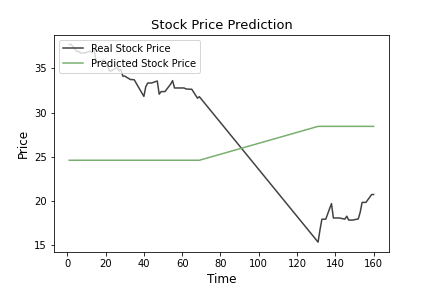 Stock Price Prediction
Real Stock Price
Predicted Stock Price
35
30
25
20
15
Price
0 20 40 60 80 100 120 140 160
Time